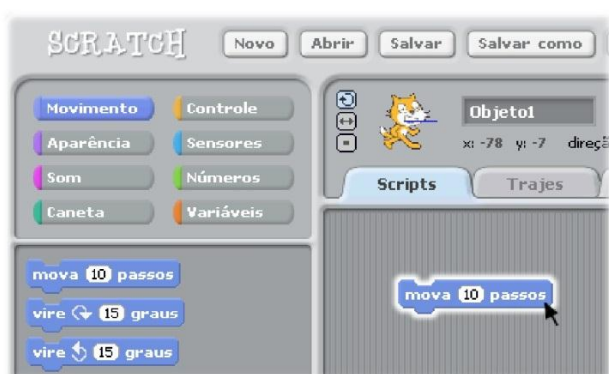 SCRATCH Novo Abrir Salvar Salvar como
Movimento Controle
Aparência Sensores
Som Números
Caneta Variáveis
Objeto1
x: -78 y: -7 direçã
Scripts Trajes
mova 10 passos
vire 15 graus
vire 15 graus
mova 10 passos